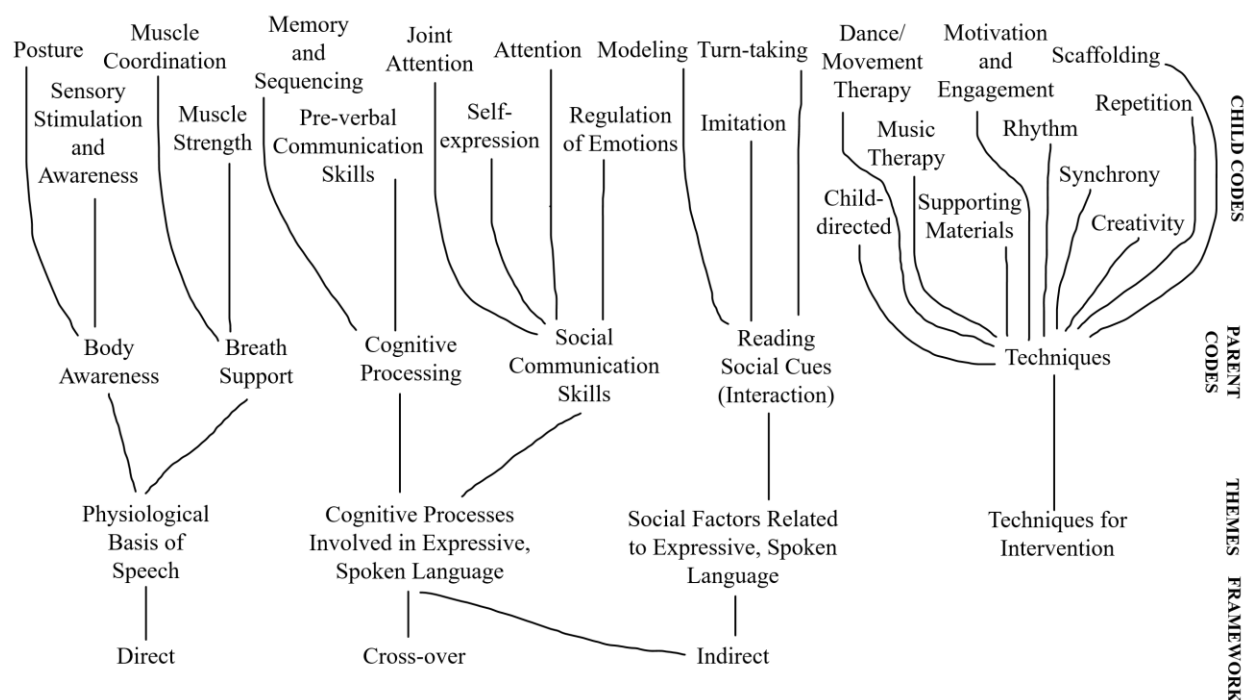 Posture
Muscle
Coordination
Memory
and
Sequencing
Joint
Attention
Attention
Modeling
Turn-taking
Dance/
Movement
Therapy
Motivation
and
Engagement
Scaffolding
Sensory
Stimulation
and
Awareness
Muscle
Strength
Pre-verbal
Communication
Skills
Self-
expression
Regulation
of Emotions
Imitation
Music
Therapy
Rhythm
Repetition
Child-
directed
Supporting
Materials
Synchrony
Creativity
CHILD CODES
Body
Awareness
Breath
Support
Cognitive
Processing
Social
Communication
Skills
Reading
Social Cues
(Interaction)
Techniques
PARENT
CODES
Physiological
Basis of
Speech
Cognitive Processes
Involved in Expressive,
Spoken Language
Social Factors Related
to Expressive, Spoken
Language
Techniques for
Intervention
THEMES
Direct
Cross-over
Indirect
FRAMEWORK